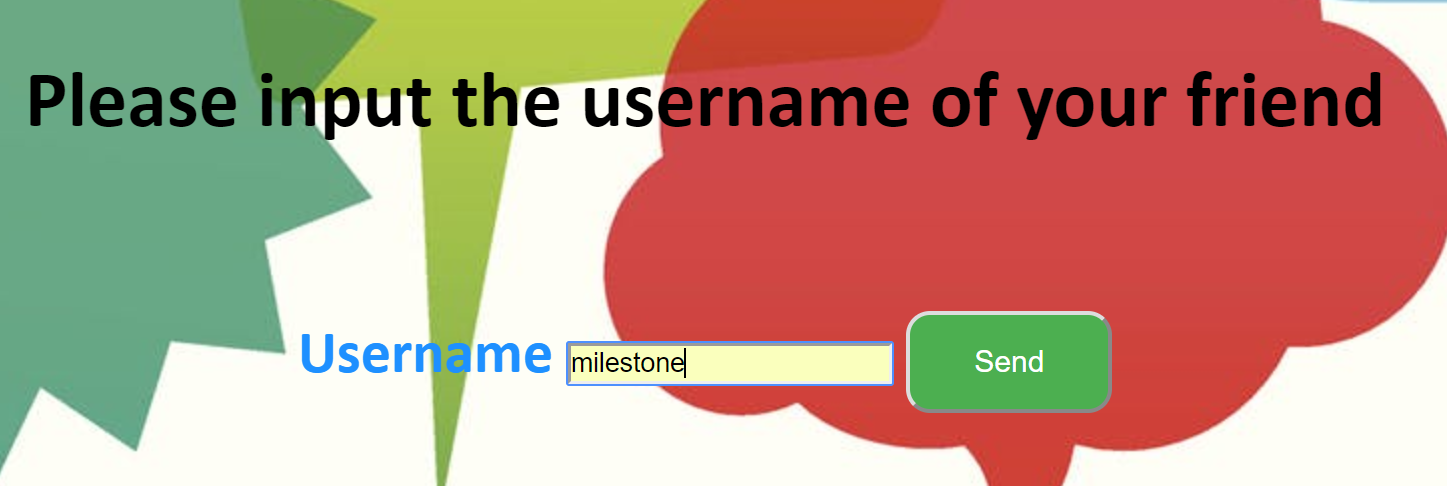 Please input the username of your friend
Username milestone Send